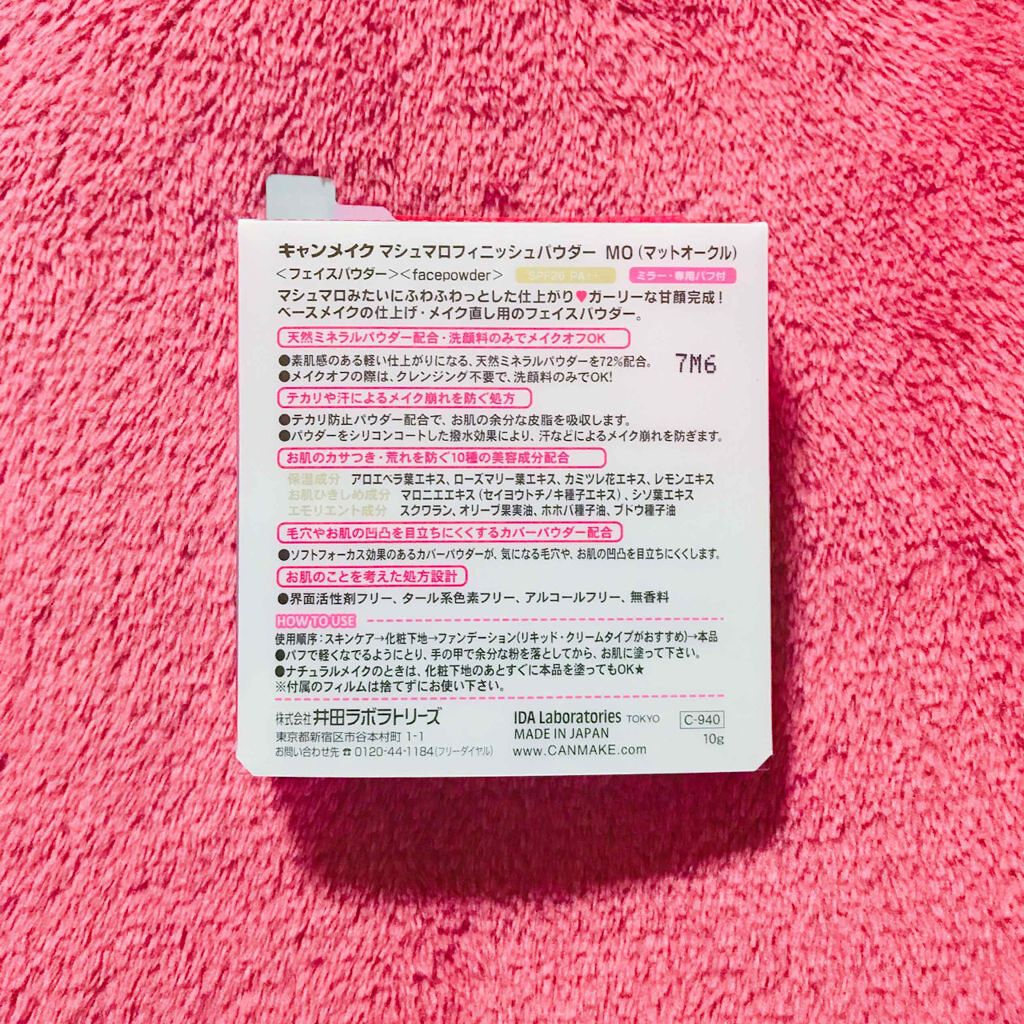 キャンメイク マシュマロフィニッシュパウダー MO (マットオークル)
＜フェイスパウダー＞＜facepowder＞ SPF26 PA++ ミラー・専用パフ付
マシュマロみたいにふわふわっとした仕上がり♥ガーリーな甘顔完成！
ベースメイクの仕上げ・メイク直し用のフェイスパウダー。
天然ミネラルパウダー配合・洗顔料のみでメイクオフOK
●素肌感のある軽い仕上がりになる、天然ミネラルパウダーを72%配合。
7M6
●メイクオフの際は、クレンジング不要で、洗顔料のみでOK!
テカリや汗によるメイク崩れを防ぐ処方
●テカリ防止パウダー配合で、お肌の余分な皮脂を吸収します。
●パウダーをシリコンコートした撥水効果により、汗などによるメイク崩れを防ぎます。
お肌のカサつき・荒れを防ぐ10種の美容成分配合
保湿成分 アロエベラ葉エキス、ローズマリー葉エキス、カミツレ花エキス、レモンエキス
お肌ひきしめ成分 マロニエエキス（セイヨウトチノキ種子エキス）、シソ葉エキス
エモリエント成分 スクワラン、オリーブ果実油、ホホバ種子油、ブドウ種子油
毛穴やお肌の凹凸を目立ちにくくするカバーパウダー配合
●ソフトフォーカス効果のあるカバーパウダーが、気になる毛穴や、お肌の凹凸を目立ちにくくします。
お肌のことを考えた処方設計
●界面活性剤フリー、タール系色素フリー、アルコールフリー、無香料
HOW TO USE
使用順序：スキンケア→化粧下地→ファンデーション(リキッド・クリームタイプがおすすめ)→本品
●パフで軽くなでるようにとり、手の甲で余分な粉を落としてから、お肌に塗って下さい。
●ナチュラルメイクのときは、化粧下地のあとすぐに本品を塗ってもOK★
※付属のフィルムは捨てずにお使い下さい。
株式会社 井田ラボラトリーズ
東京都新宿区市谷本村町 1-1
お問い合わせ先 ☎ 0120-44-1184(フリーダイヤル)
IDA Laboratories TOKYO
MADE IN JAPAN
www.CANMAKE.com
C-940
10g